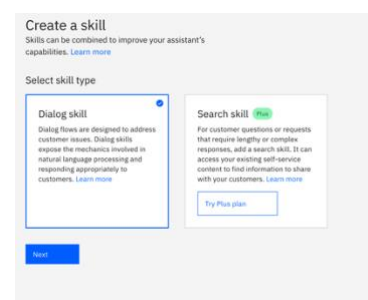 Create a skill
Skills can be combined to improve your assistant's
capabilities. Learn more
Select skill type
Dialog skill
Dialog flows are designed to address
customer issues. Dialog skills
expose the mechanics involved in
natural language processing and
responding appropriately to
customers. Learn more
Search skill Plus
For customer questions or requests
that require lengthy or complex
responses, add a search skill. It can
access your existing self-service
content to find information to share
with your customers. Learn more
Try Plus plan
Next